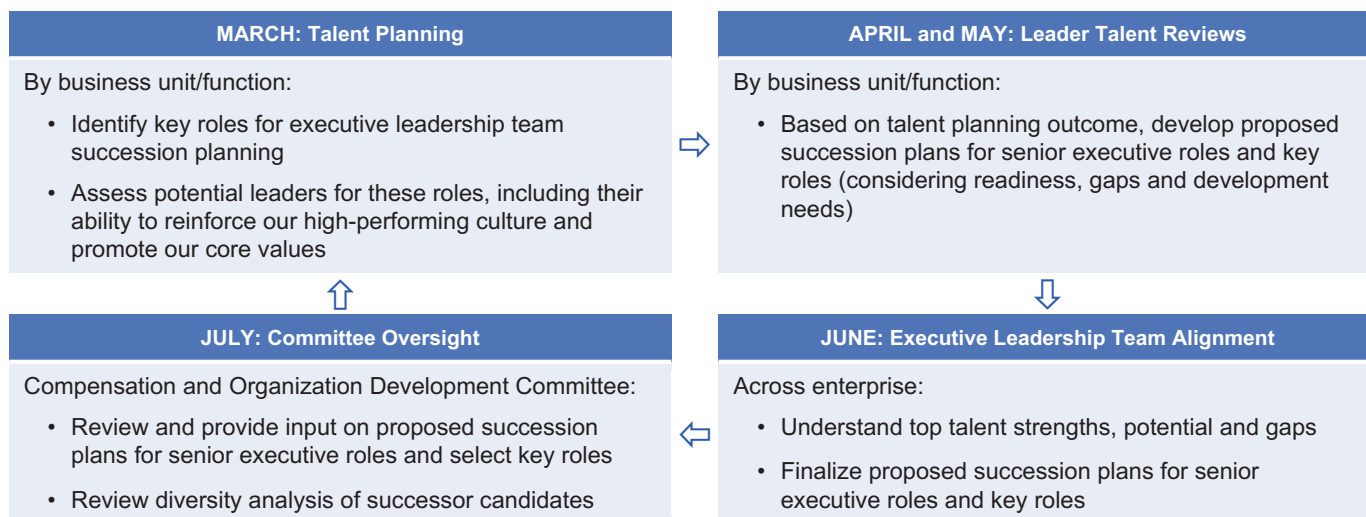 MARCH: Talent Planning
By business unit/function:
• Identify key roles for executive leadership team
succession planning
• Assess potential leaders for these roles, including their
ability to reinforce our high-performing culture and
promote our core values
APRIL and MAY: Leader Talent Reviews
By business unit/function:
• Based on talent planning outcome, develop proposed
succession plans for senior executive roles and key
roles (considering readiness, gaps and development
needs)
JUNE: Executive Leadership Team Alignment
Across enterprise:
• Understand top talent strengths, potential and gaps
• Finalize proposed succession plans for senior
executive roles and key roles
JULY: Committee Oversight
Compensation and Organization Development Committee:
• Review and provide input on proposed succession
plans for senior executive roles and select key roles
• Review diversity analysis of successor candidates